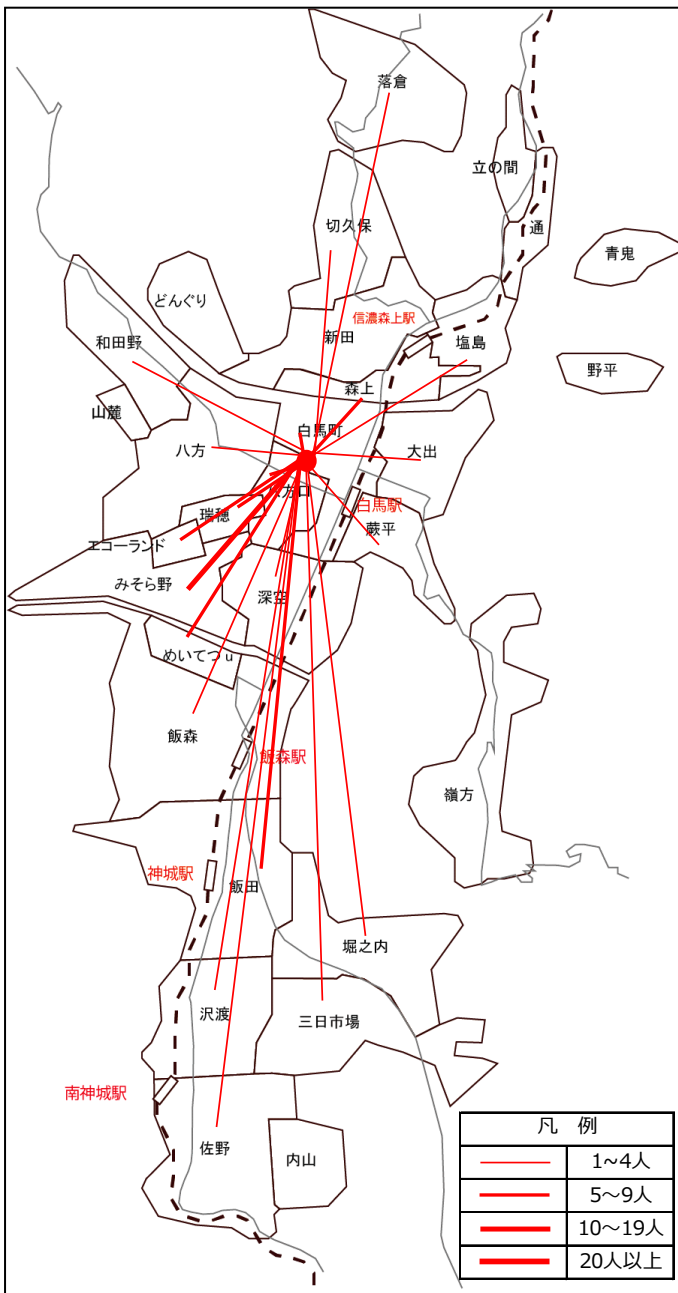 落倉
立の間
切久保
通
青鬼
どんぐり
信濃森上駅
新田
和田野
塩島
野平
森上
山麓
白馬町
八方
大出
八方口
白馬駅
瑞穂
蕨平
エコーランド
みそら野
深空
めいてつu
飯森
飯森駅
嶺方
神城駅
飯田
堀之内
沢渡
三日市場
南神城駅
佐野
内山
凡 例
1~4人
5～9人
10～19人
20人以上